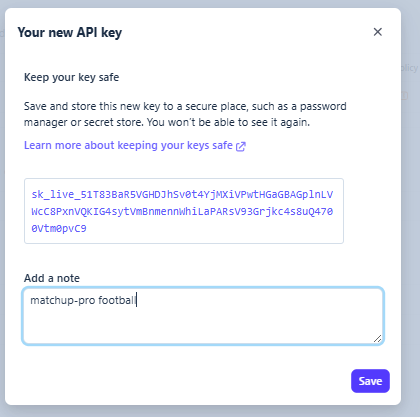 Your new API key
Keep your key safe
Save and store this new key to a secure place, such as a password
manager or secret store. You won't be able to see it again.
Learn more about keeping your keys safe
sk_live_51T83BaR5VGHDJhSv0t4YjMXiVPwtHGaGBAGplnLV
WcC8PxnVQKIG4sytVmBnmennWhiLaPARsV93Grjkc4s8uQ470
0Vtm0pvC9
Add a note
matchup-pro football
Save